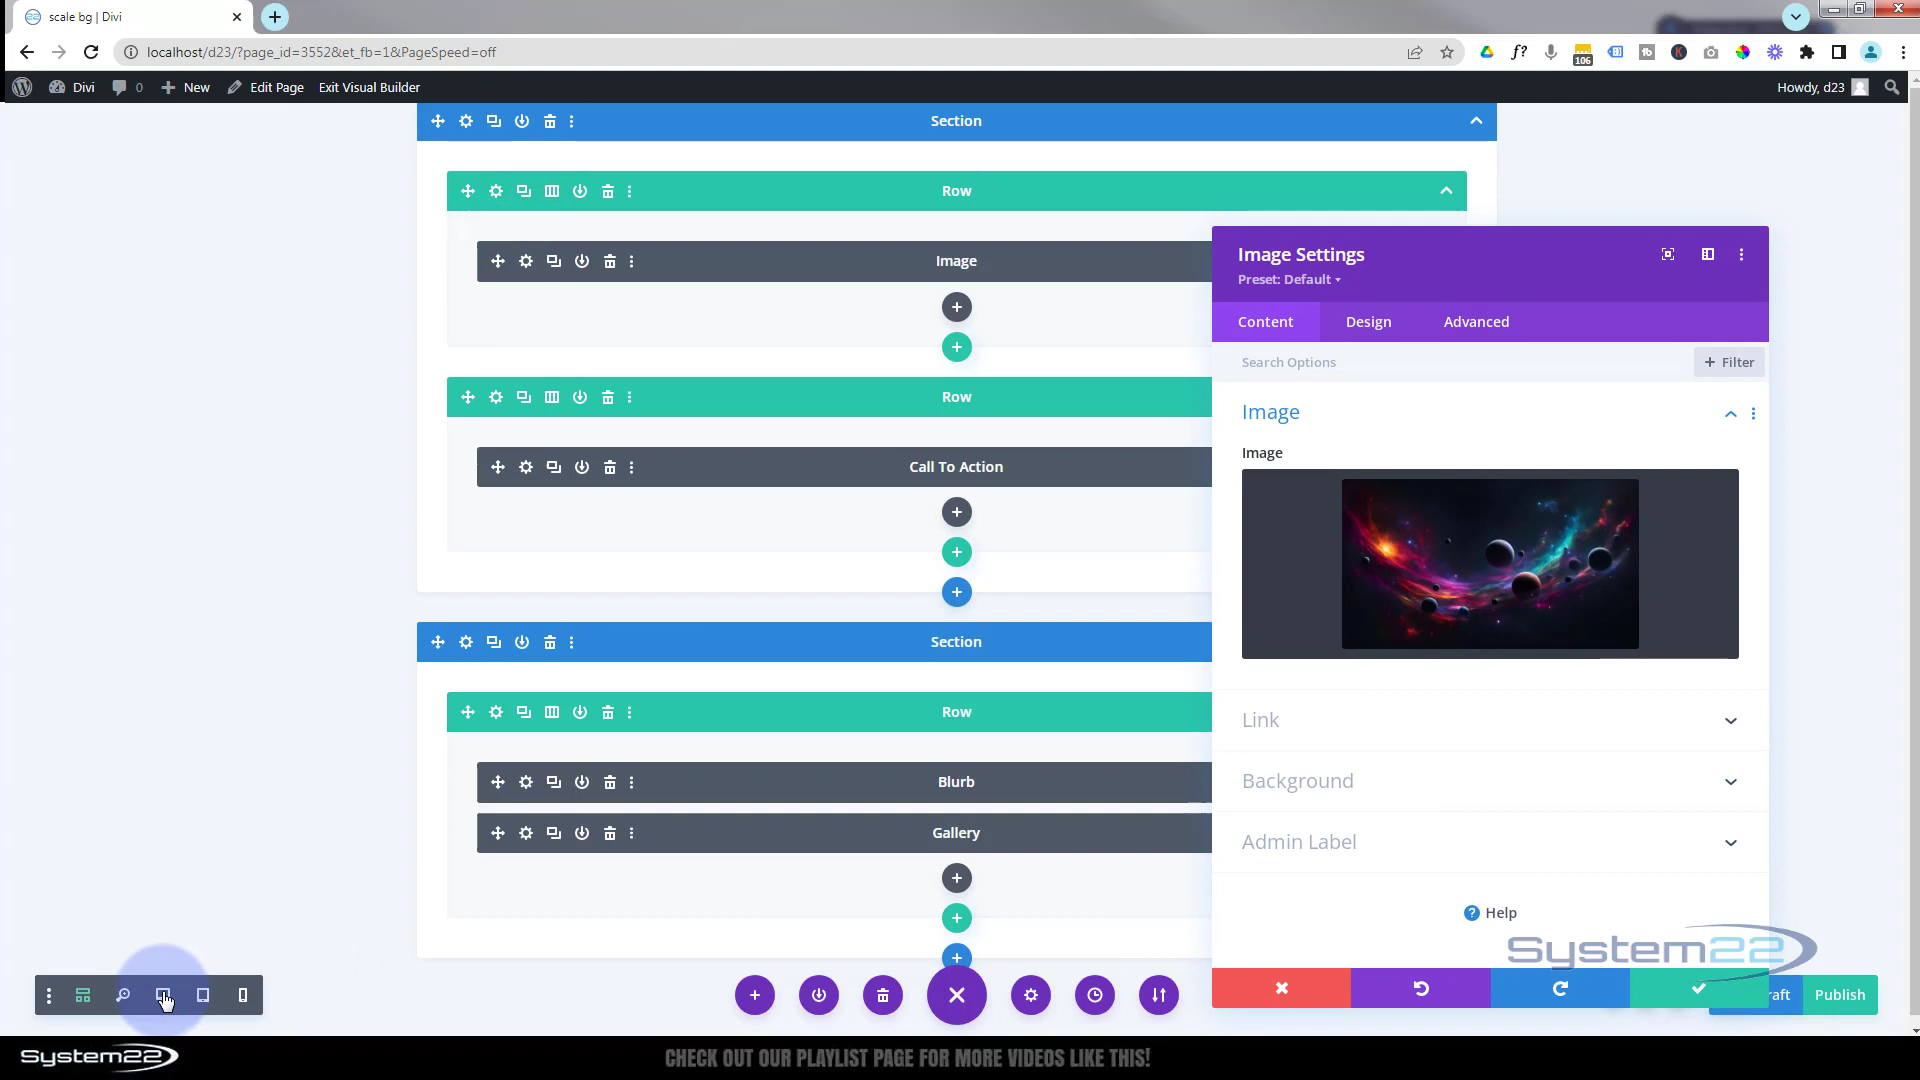 scale bg | Divi
localhost/d23/?page_id=3552&et_fb=1&PageSpeed=off
f?
106
tb
K
Divi
0
New
Edit Page
Exit Visual Builder
Howdy, d23
Section
Row
Image
Row
Call To Action
Section
Row
Blurb
Gallery
Image Settings
Preset: Default
Content
Design
Advanced
Search Options
+ Filter
Image
Image
Link
Background
Admin Label
? Help
System22
raft
Publish
System22
CHECK OUT OUR PLAYLIST PAGE FOR MORE VIDEOS LIKE THIS!